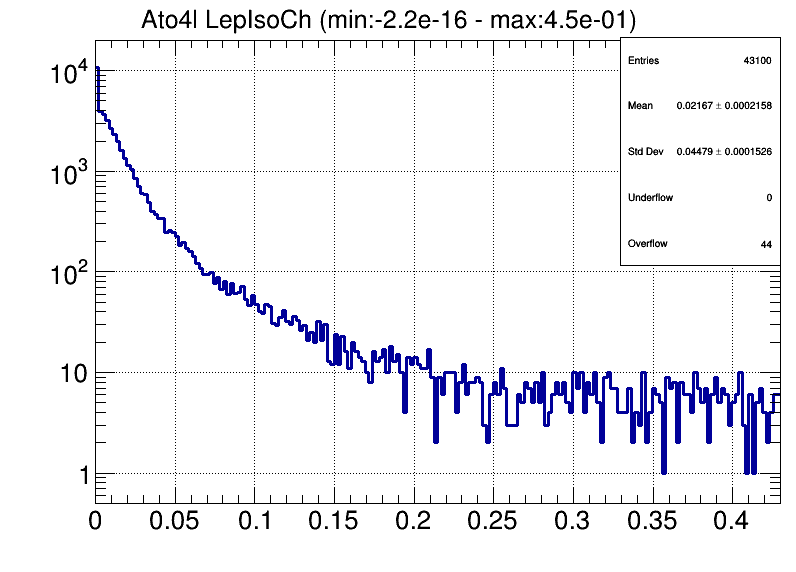 Ato4l LepIsoCh (min:-2.2e-16 - max:4.5e-01)
Entries 43100
Mean 0.02167 ± 0.0002158
Std Dev 0.04479 ± 0.0001526
Underflow 0
Overflow 44
10^4
10^3
10^2
10
1
0 0.05 0.1 0.15 0.2 0.25 0.3 0.35 0.4